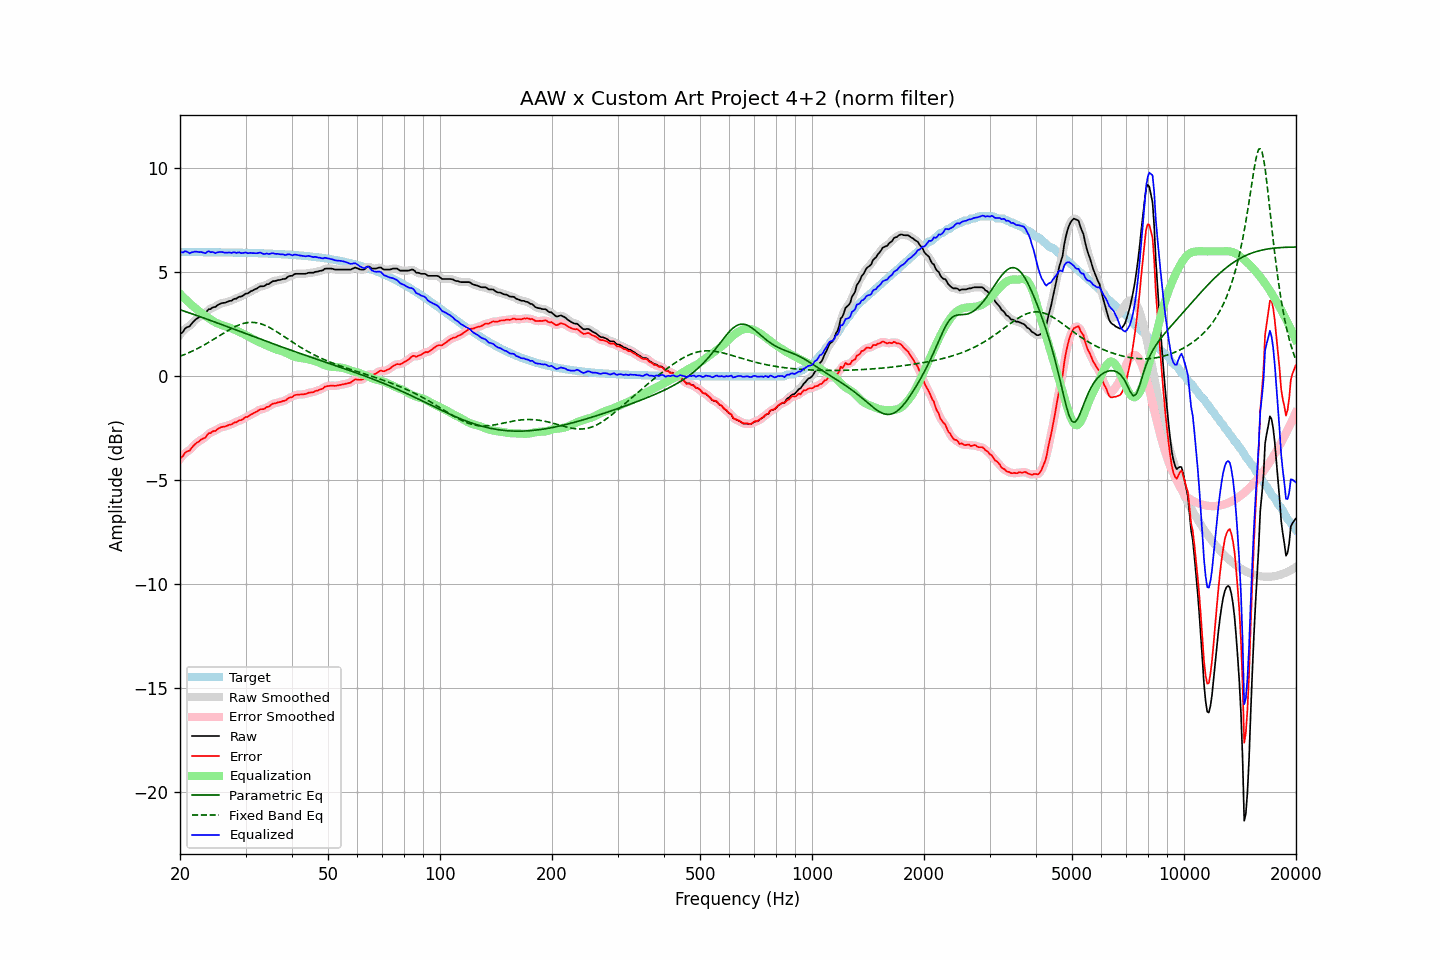 AAW x Custom Art Project 4+2 (norm filter)
Amplitude (dBr)
10
5
0
−5
−10
−15
−20
Target
Raw Smoothed
Error Smoothed
Raw
Error
Equalization
Parametric Eq
Fixed Band Eq
Equalized
20 50 100 200 500 1000 2000 5000 10000 20000
Frequency (Hz)